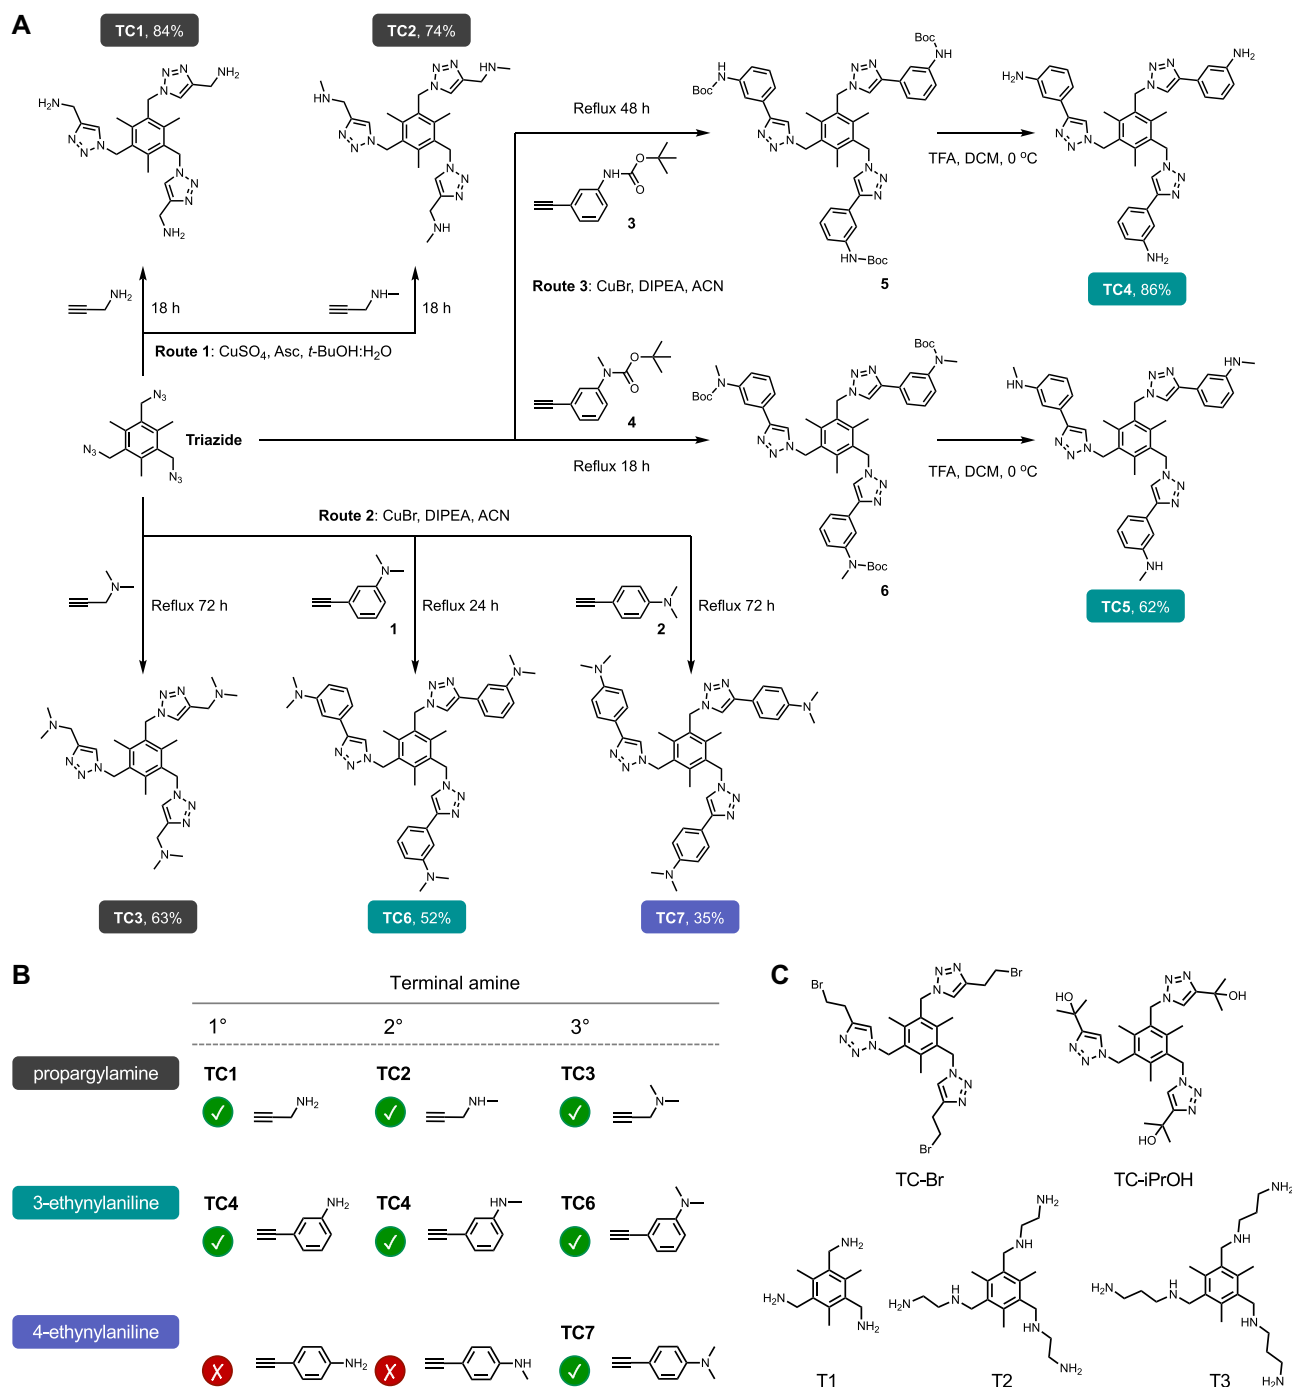 A
TC1, 84%
TC2, 74%
Reflux 48 h
3
Route 3: CuBr, DIPEA, ACN
5
TFA, DCM, 0 °C
TC4, 86%
18 h
18 h
Route 1: CuSO4, Asc, t-BuOH:H2O
Triazide
4
Reflux 18 h
6
TFA, DCM, 0 °C
TC5, 62%
Route 2: CuBr, DIPEA, ACN
Reflux 72 h
1
Reflux 24 h
2
Reflux 72 h
TC3, 63%
TC6, 52%
TC7, 35%
B
Terminal amine
1° 2° 3°
propargylamine
TC1 TC2 TC3
3-ethynylaniline
TC4 TC4 TC6
4-ethynylaniline
TC7
C
TC-Br
TC-iPrOH
T1
T2
T3